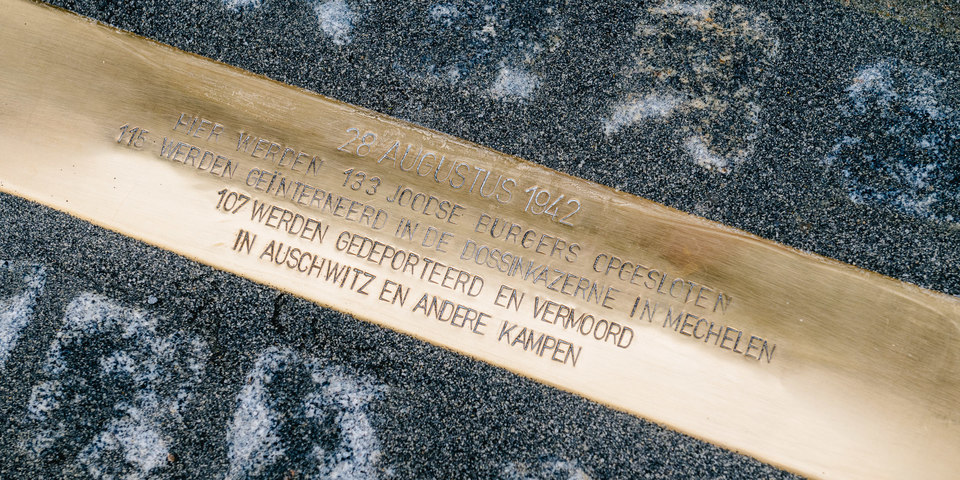 28 AUGUSTUS 1942
HIER WERDEN 133 JOODSE BURGERS OPGESLOTEN
115 WERDEN GEÏNTERNEERD IN DE DOSSINKAZERNE IN MECHELEN
107 WERDEN GEDEPORTEERD EN VERMOORD
IN AUSCHWITZ EN ANDERE KAMPEN